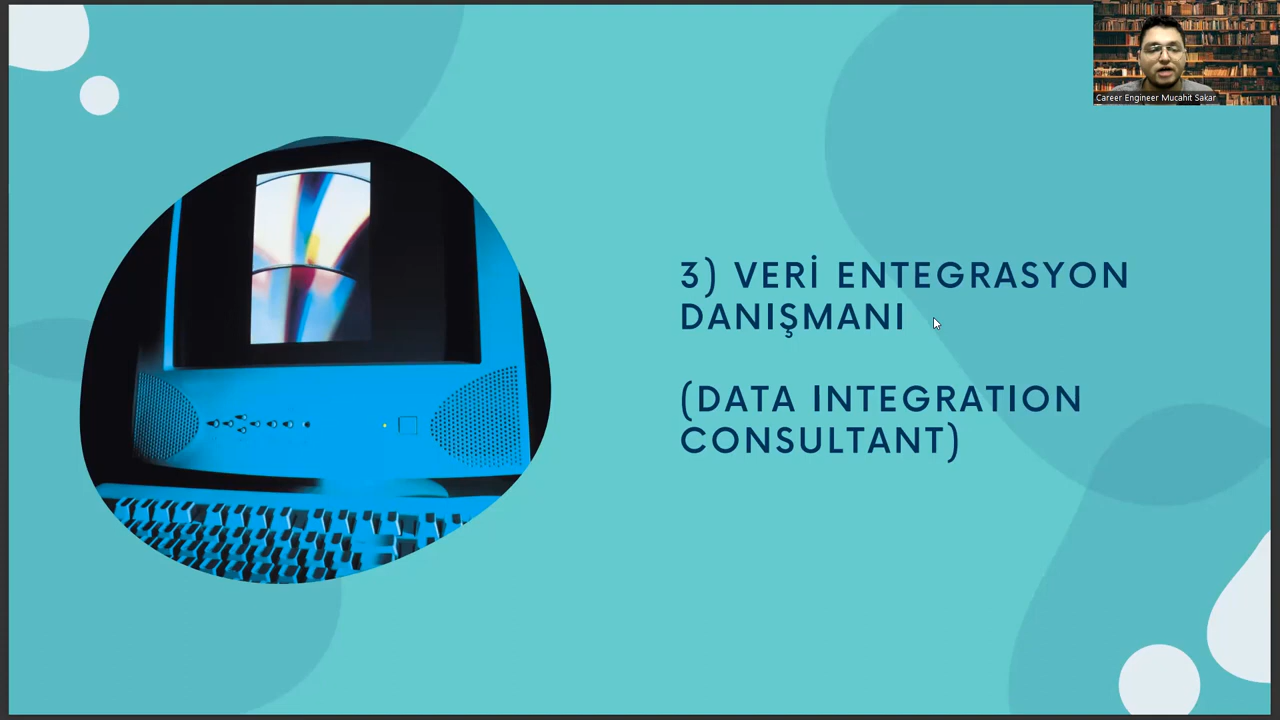 Career Engineer Mucahit Sakar
3) VERİ ENTEGRASYON
DANIŞMANI
(DATA INTEGRATION
CONSULTANT)